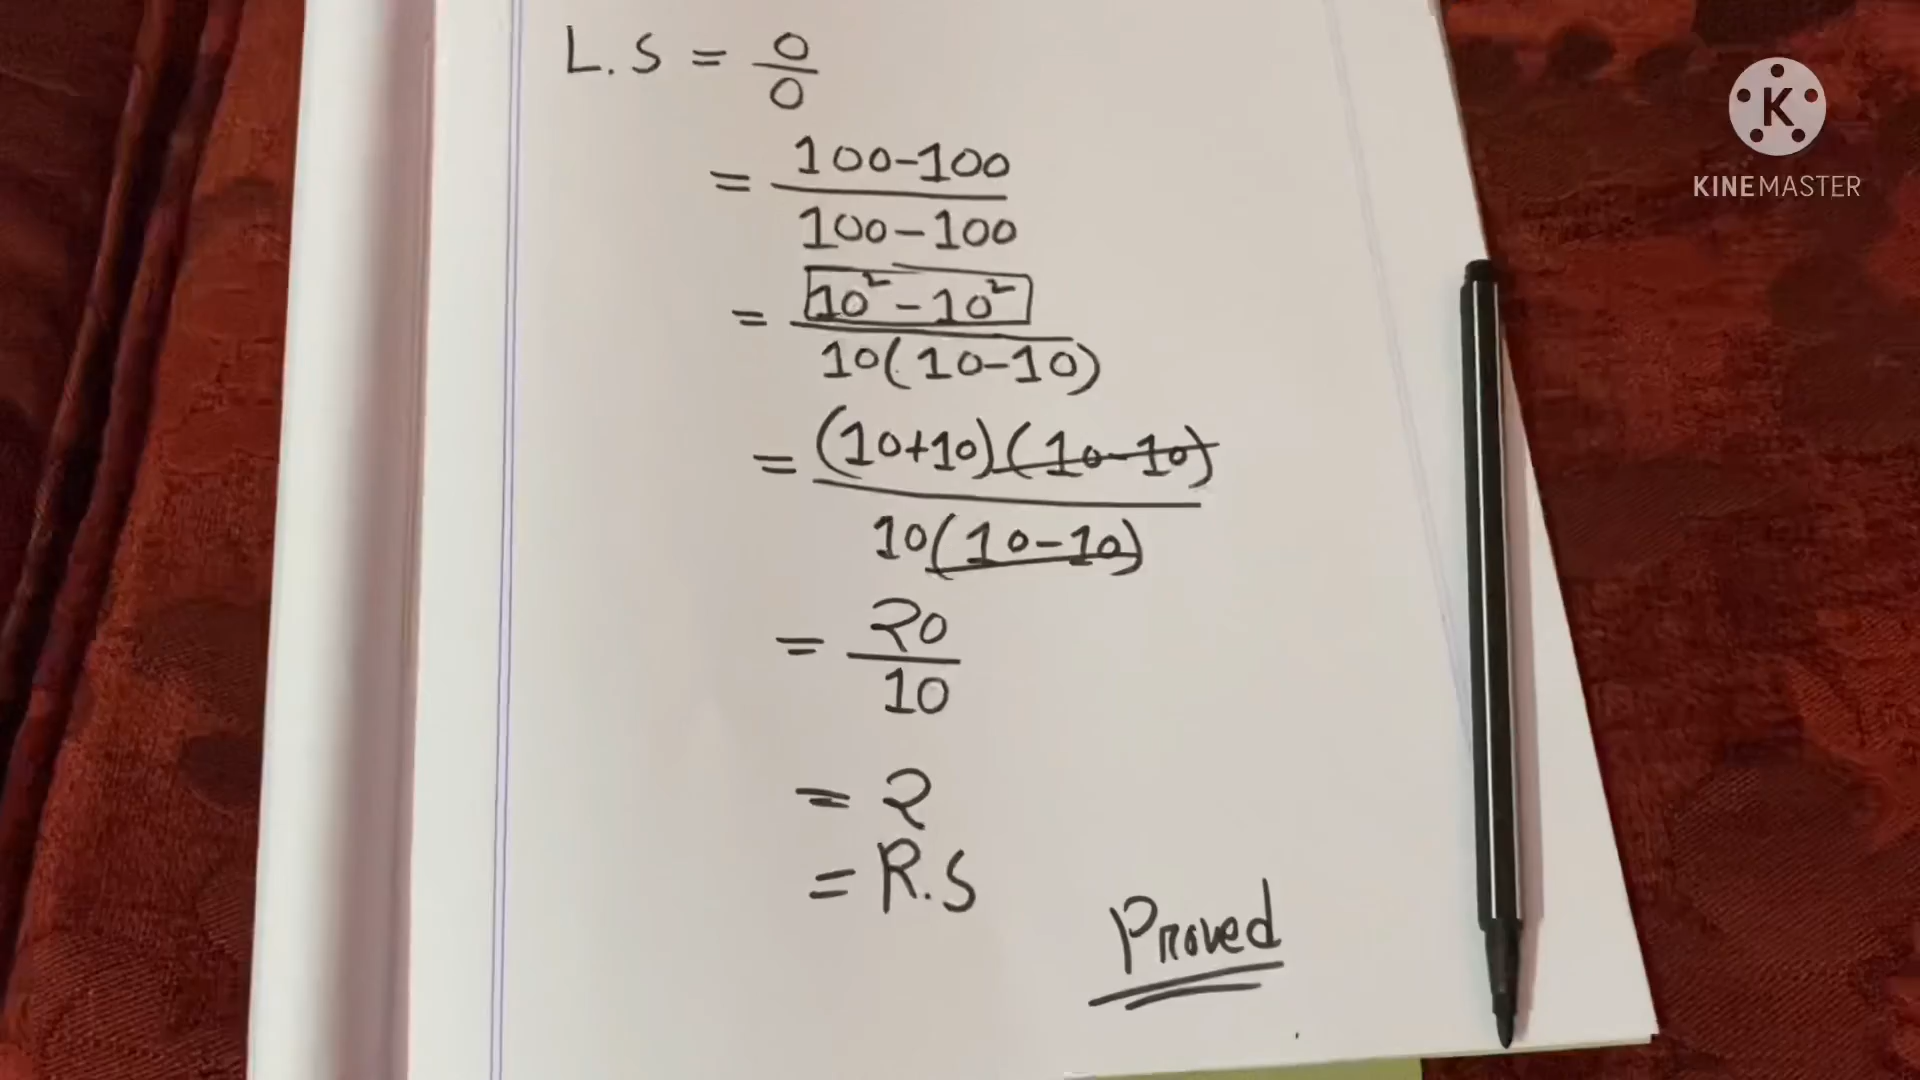 L.S = 0/0
= 100-100/100-100
= 10²-10²/10(10-10)
= (10+10)(10-10)/10(10-10)
= 20/10
= 2
= R.S
Proved
K
KINEMASTER